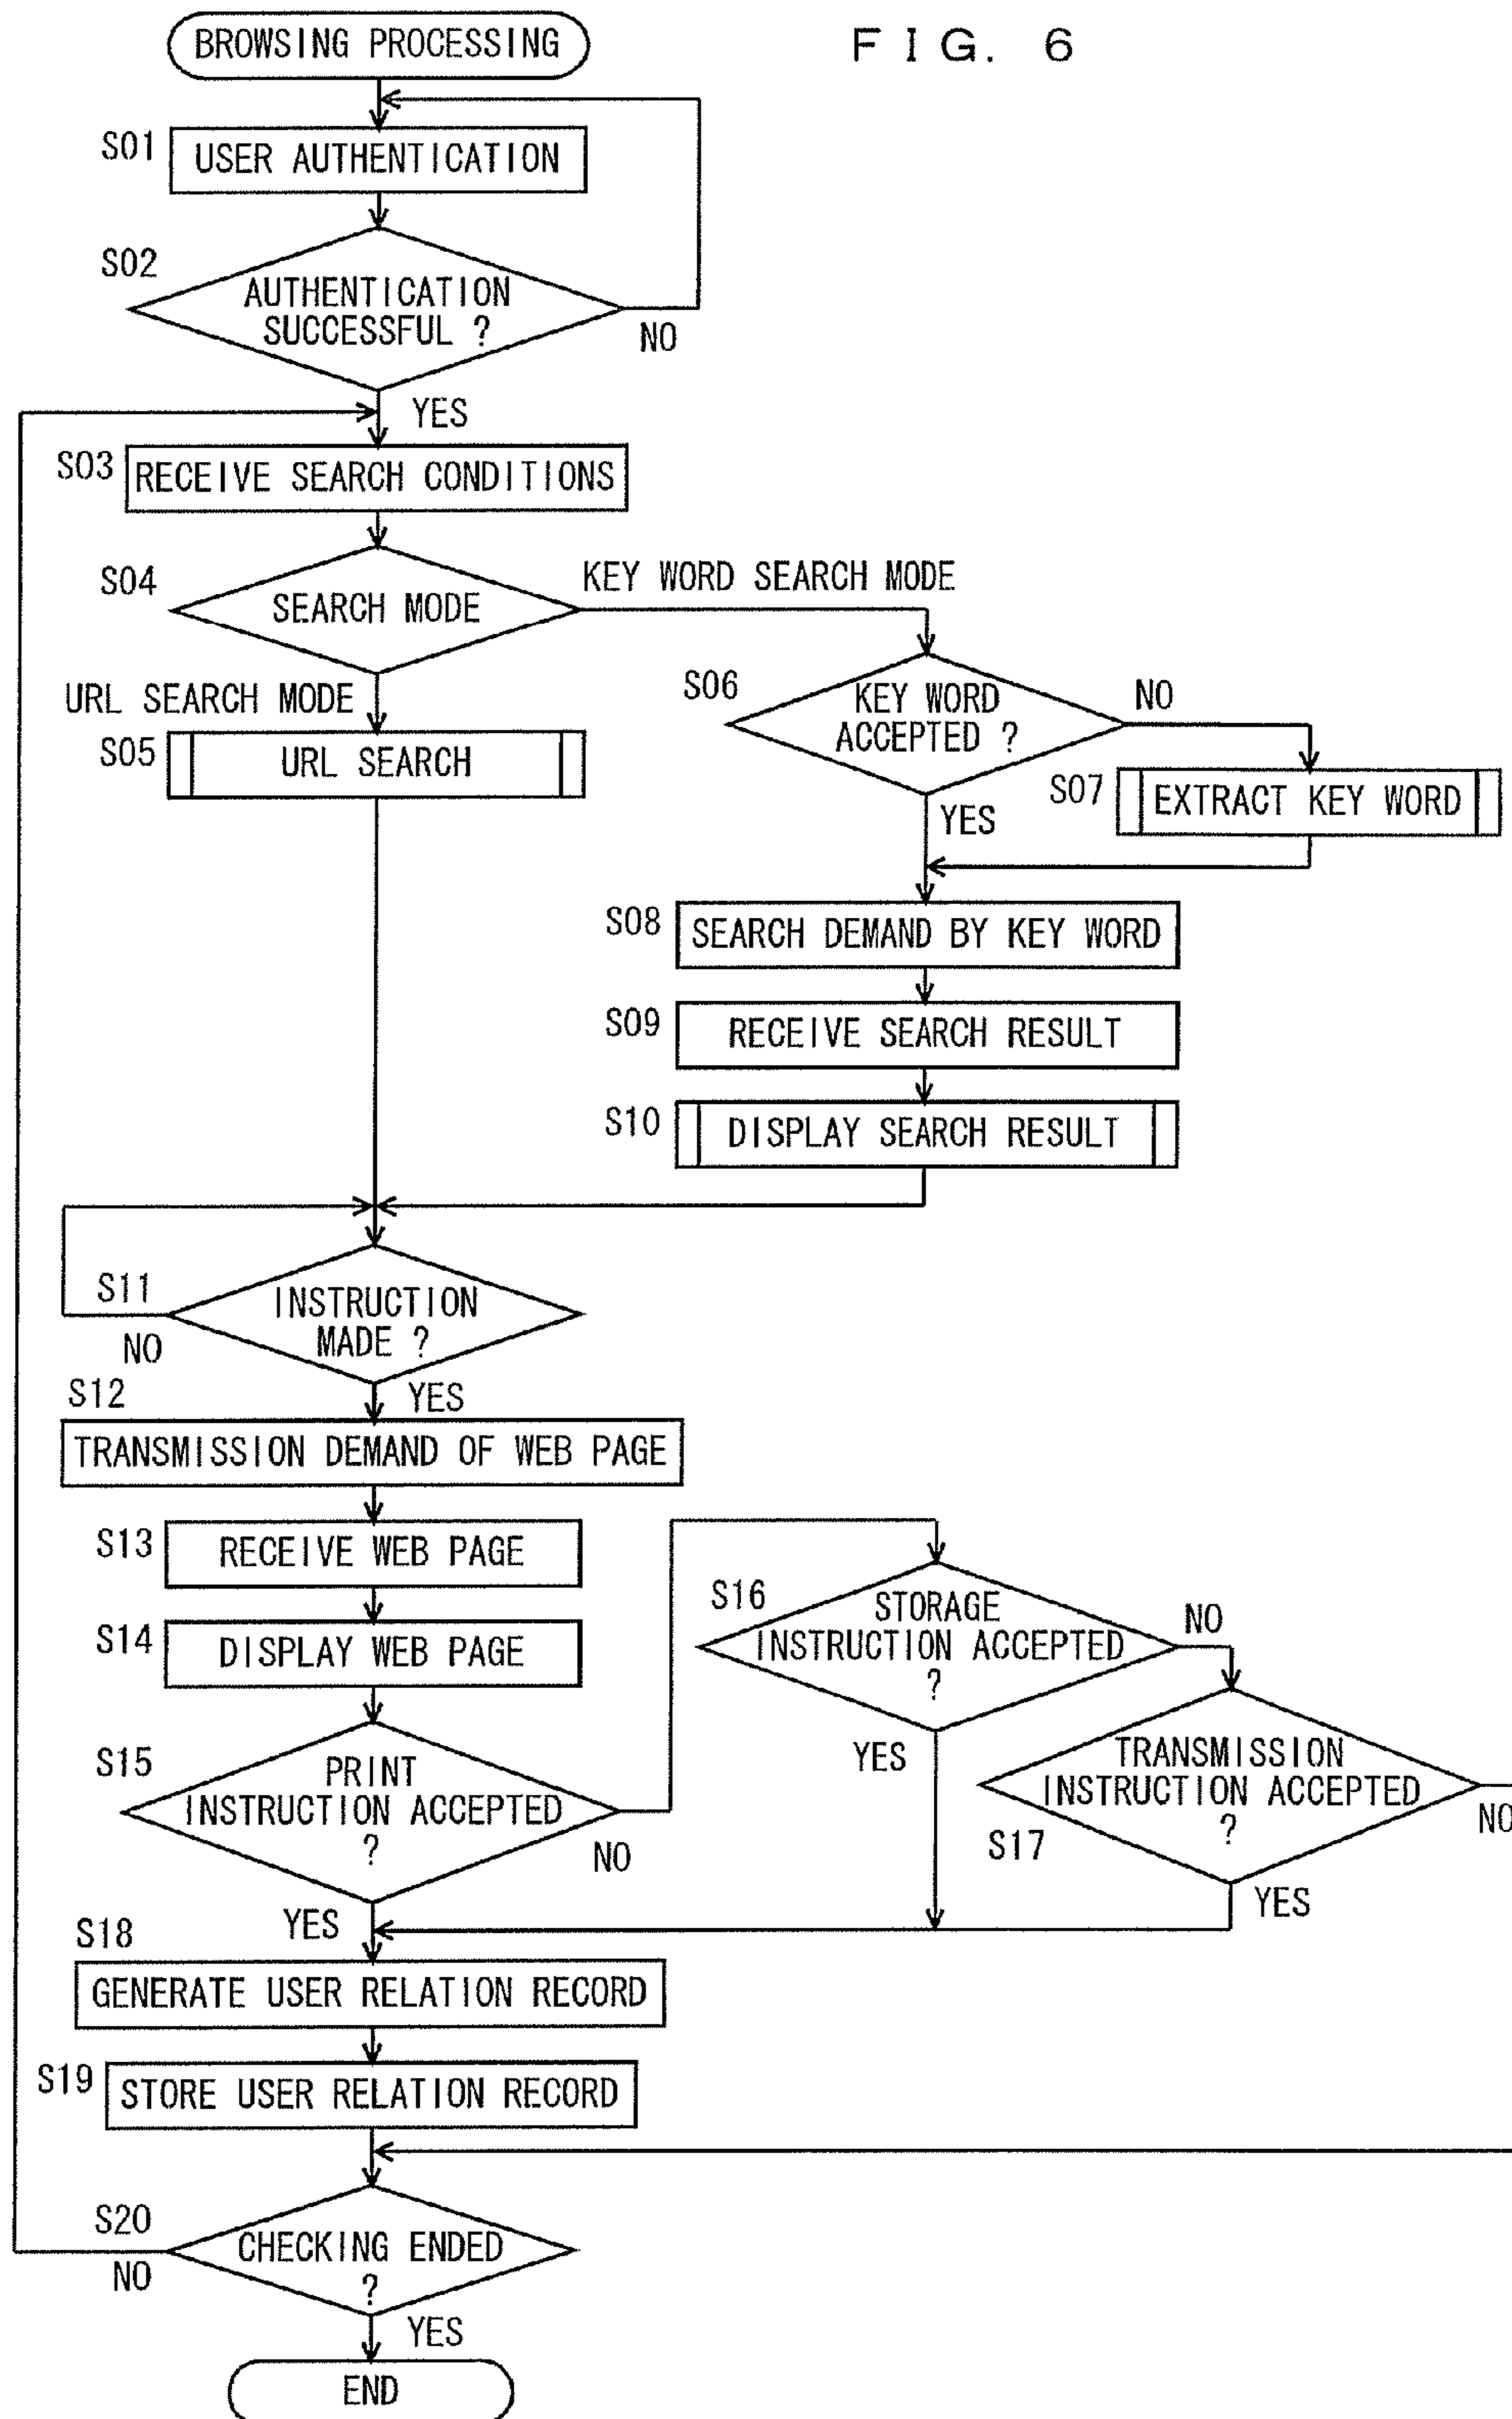 FIG. 6
BROWSING PROCESSING
S01
USER AUTHENTICATION
S02
AUTHENTICATION
SUCCESSFUL ?
NO
YES
S03
RECEIVE SEARCH CONDITIONS
S04
SEARCH MODE
KEY WORD SEARCH MODE
URL SEARCH MODE
S05
URL SEARCH
S06
KEY WORD
ACCEPTED ?
NO
YES
S07
EXTRACT KEY WORD
S08
SEARCH DEMAND BY KEY WORD
S09
RECEIVE SEARCH RESULT
S10
DISPLAY SEARCH RESULT
S11
INSTRUCTION
MADE ?
NO
YES
S12
TRANSMISSION DEMAND OF WEB PAGE
S13
RECEIVE WEB PAGE
S14
DISPLAY WEB PAGE
S15
PRINT
INSTRUCTION ACCEPTED
?
NO
YES
S16
STORAGE
INSTRUCTION ACCEPTED
?
NO
YES
S17
TRANSMISSION
INSTRUCTION ACCEPTED
?
NO
YES
S18
GENERATE USER RELATION RECORD
S19
STORE USER RELATION RECORD
S20
CHECKING ENDED
?
NO
YES
END